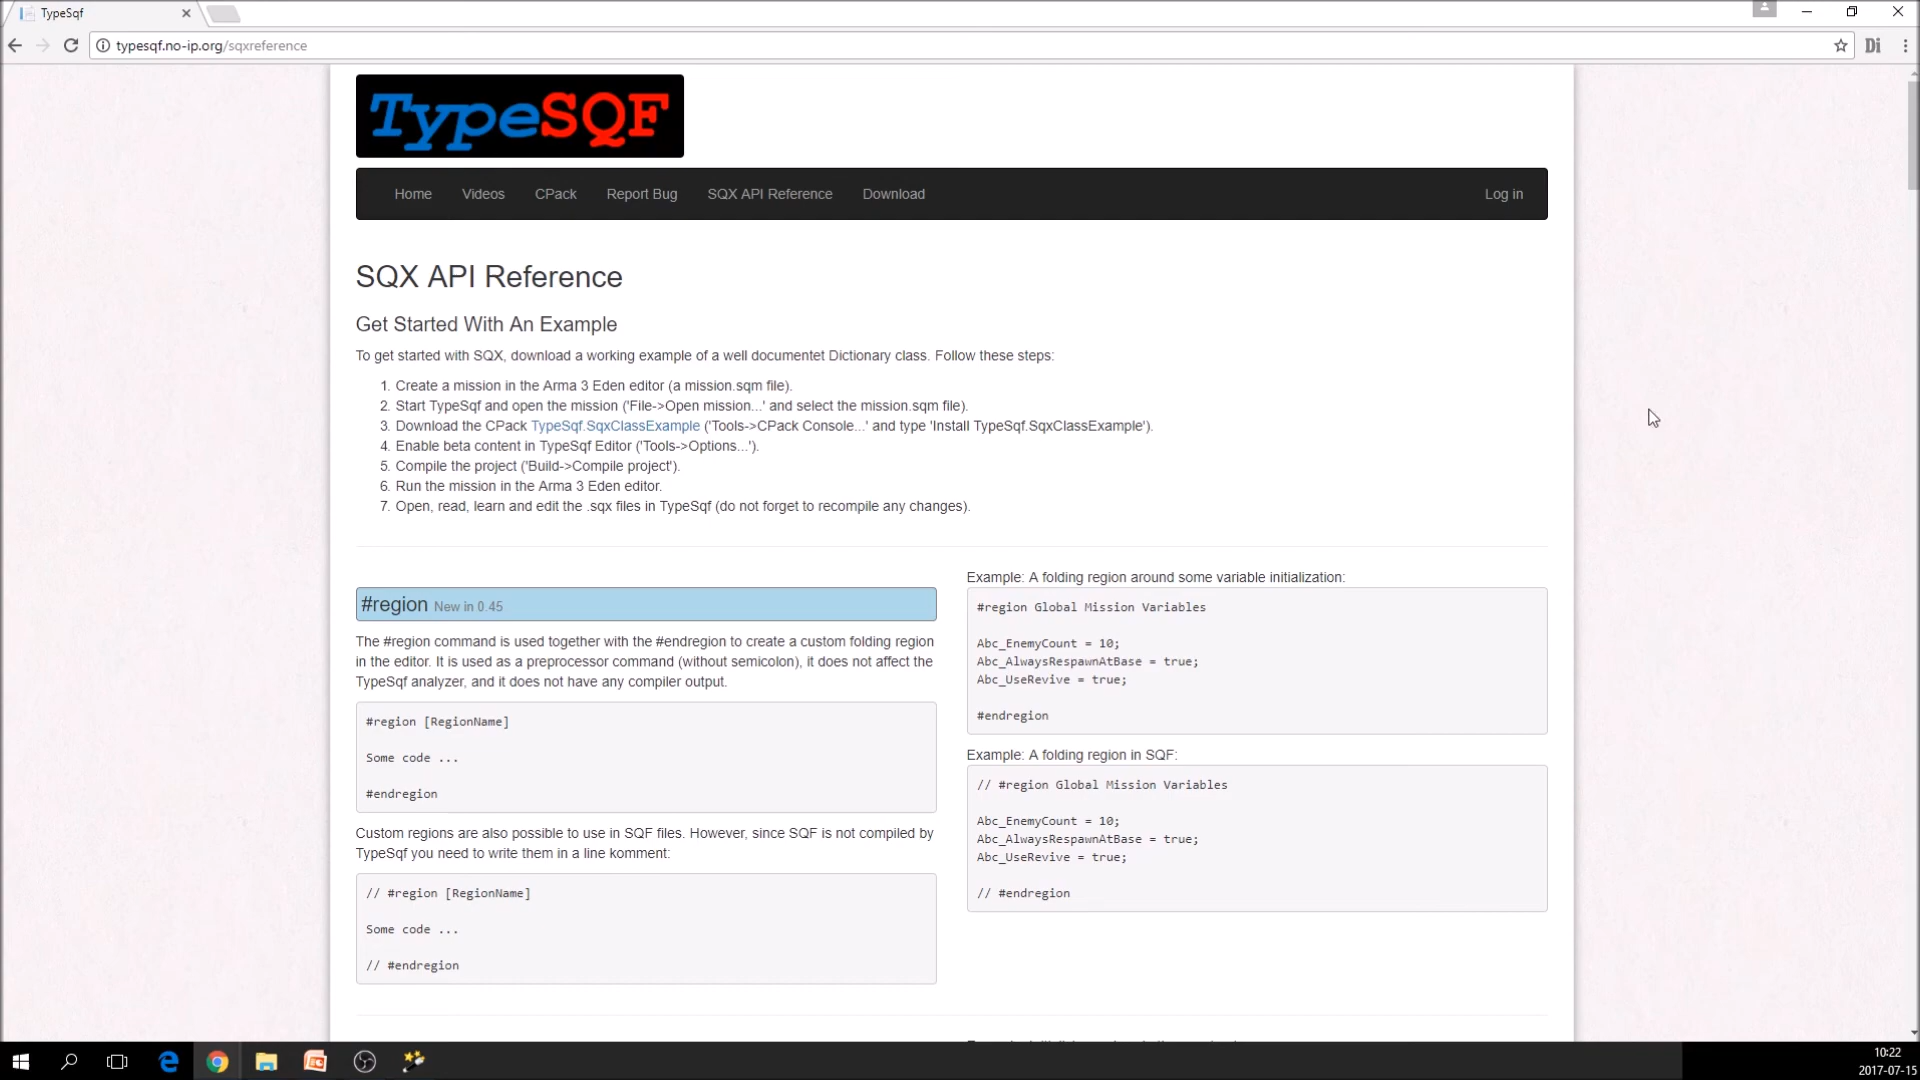 TypeSqf
typesqf.no-ip.org/sqxreference
Di
TypeSQF
Home Videos CPack Report Bug SQX API Reference Download Log in
SQX API Reference
Get Started With An Example
To get started with SQX, download a working example of a well documentet Dictionary class. Follow these steps:
1. Create a mission in the Arma 3 Eden editor (a mission.sqm file).
2. Start TypeSqf and open the mission ('File->Open mission...' and select the mission.sqm file).
3. Download the CPack TypeSqf.SqxClassExample ('Tools->CPack Console...' and type 'Install TypeSqf.SqxClassExample').
4. Enable beta content in TypeSqf Editor ('Tools->Options...').
5. Compile the project ('Build->Compile project').
6. Run the mission in the Arma 3 Eden editor.
7. Open, read, learn and edit the .sqx files in TypeSqf (do not forget to recompile any changes).
#region New in 0.45
The #region command is used together with the #endregion to create a custom folding region
in the editor. It is used as a preprocessor command (without semicolon), it does not affect the
TypeSqf analyzer, and it does not have any compiler output.
#region [RegionName]
Some code ...
#endregion
Custom regions are also possible to use in SQF files. However, since SQF is not compiled by
TypeSqf you need to write them in a line komment:
// #region [RegionName]
Some code ...
// #endregion
Example: A folding region around some variable initialization:
#region Global Mission Variables
Abc_EnemyCount = 10;
Abc_AlwaysRespawnAtBase = true;
Abc_UseRevive = true;
#endregion
Example: A folding region in SQF:
// #region Global Mission Variables
Abc_EnemyCount = 10;
Abc_AlwaysRespawnAtBase = true;
Abc_UseRevive = true;
// #endregion
10:22
2017-07-15